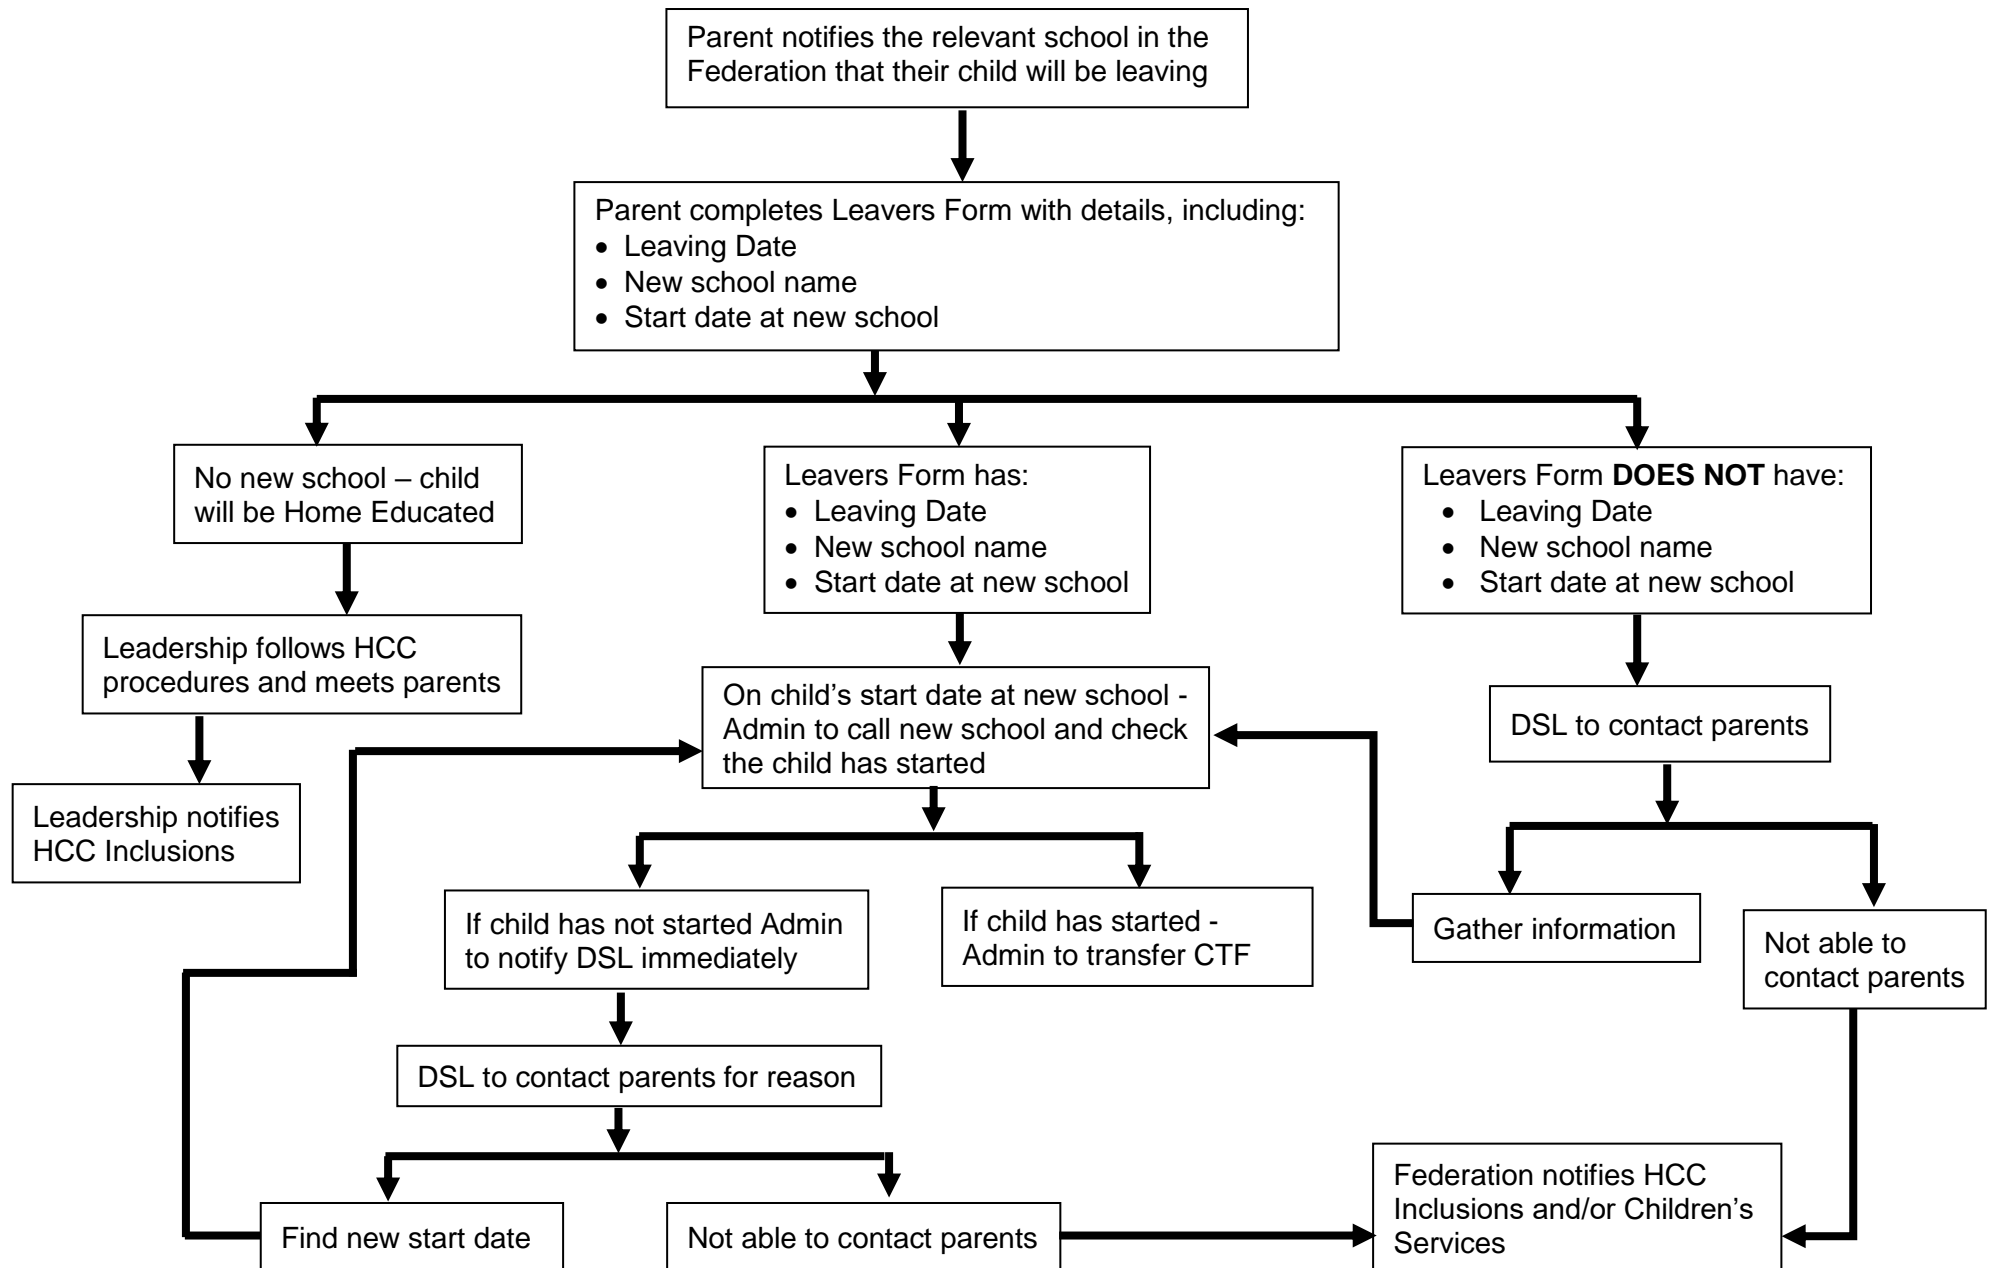 Parent notifies the relevant school in the
Federation that their child will be leaving
Parent completes Leavers Form with details, including:
• Leaving Date
• New school name
• Start date at new school
No new school – child
will be Home Educated
Leavers Form has:
• Leaving Date
• New school name
• Start date at new school
Leavers Form DOES NOT have:
• Leaving Date
• New school name
• Start date at new school
Leadership follows HCC
procedures and meets parents
On child’s start date at new school -
Admin to call new school and check
the child has started
DSL to contact parents
Leadership notifies
HCC Inclusions
If child has not started Admin
to notify DSL immediately
If child has started -
Admin to transfer CTF
Gather information
Not able to
contact parents
DSL to contact parents for reason
Find new start date
Not able to contact parents
Federation notifies HCC
Inclusions and/or Children’s
Services